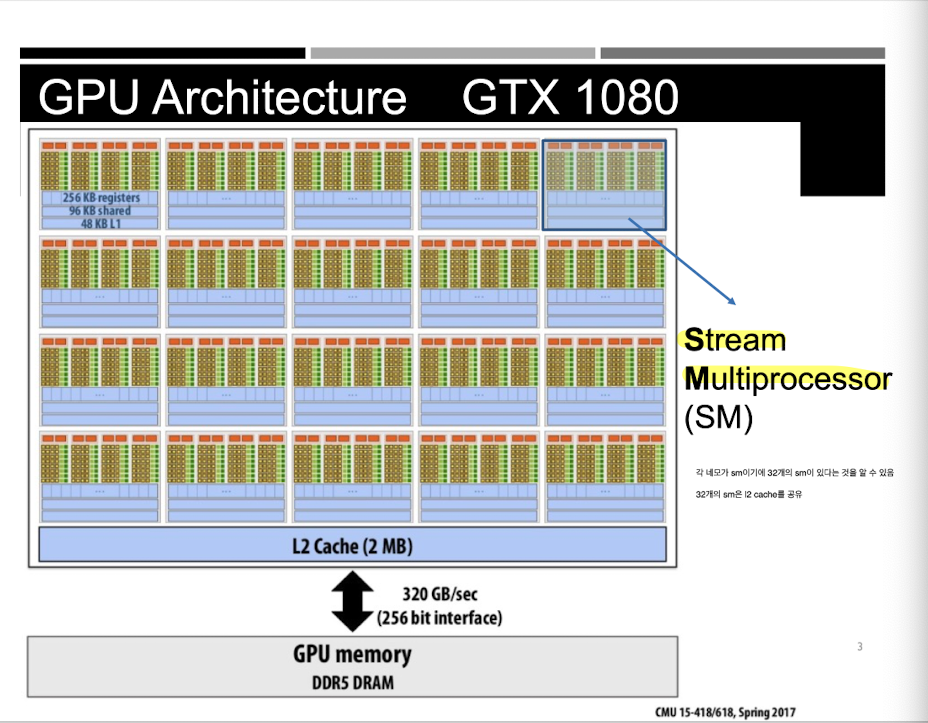 GPU Architecture GTX 1080
256 KB registers
96 KB shared
48 KB L1
Stream
Multiprocessor
(SM)
각 네모가 sm이기에 32개의 sm이 있다는 것을 알 수 있음
32개의 sm은 l2 cache를 공유
L2 Cache (2 MB)
320 GB/sec
(256 bit interface)
GPU memory
DDR5 DRAM
3
CMU 15-418/618, Spring 2017